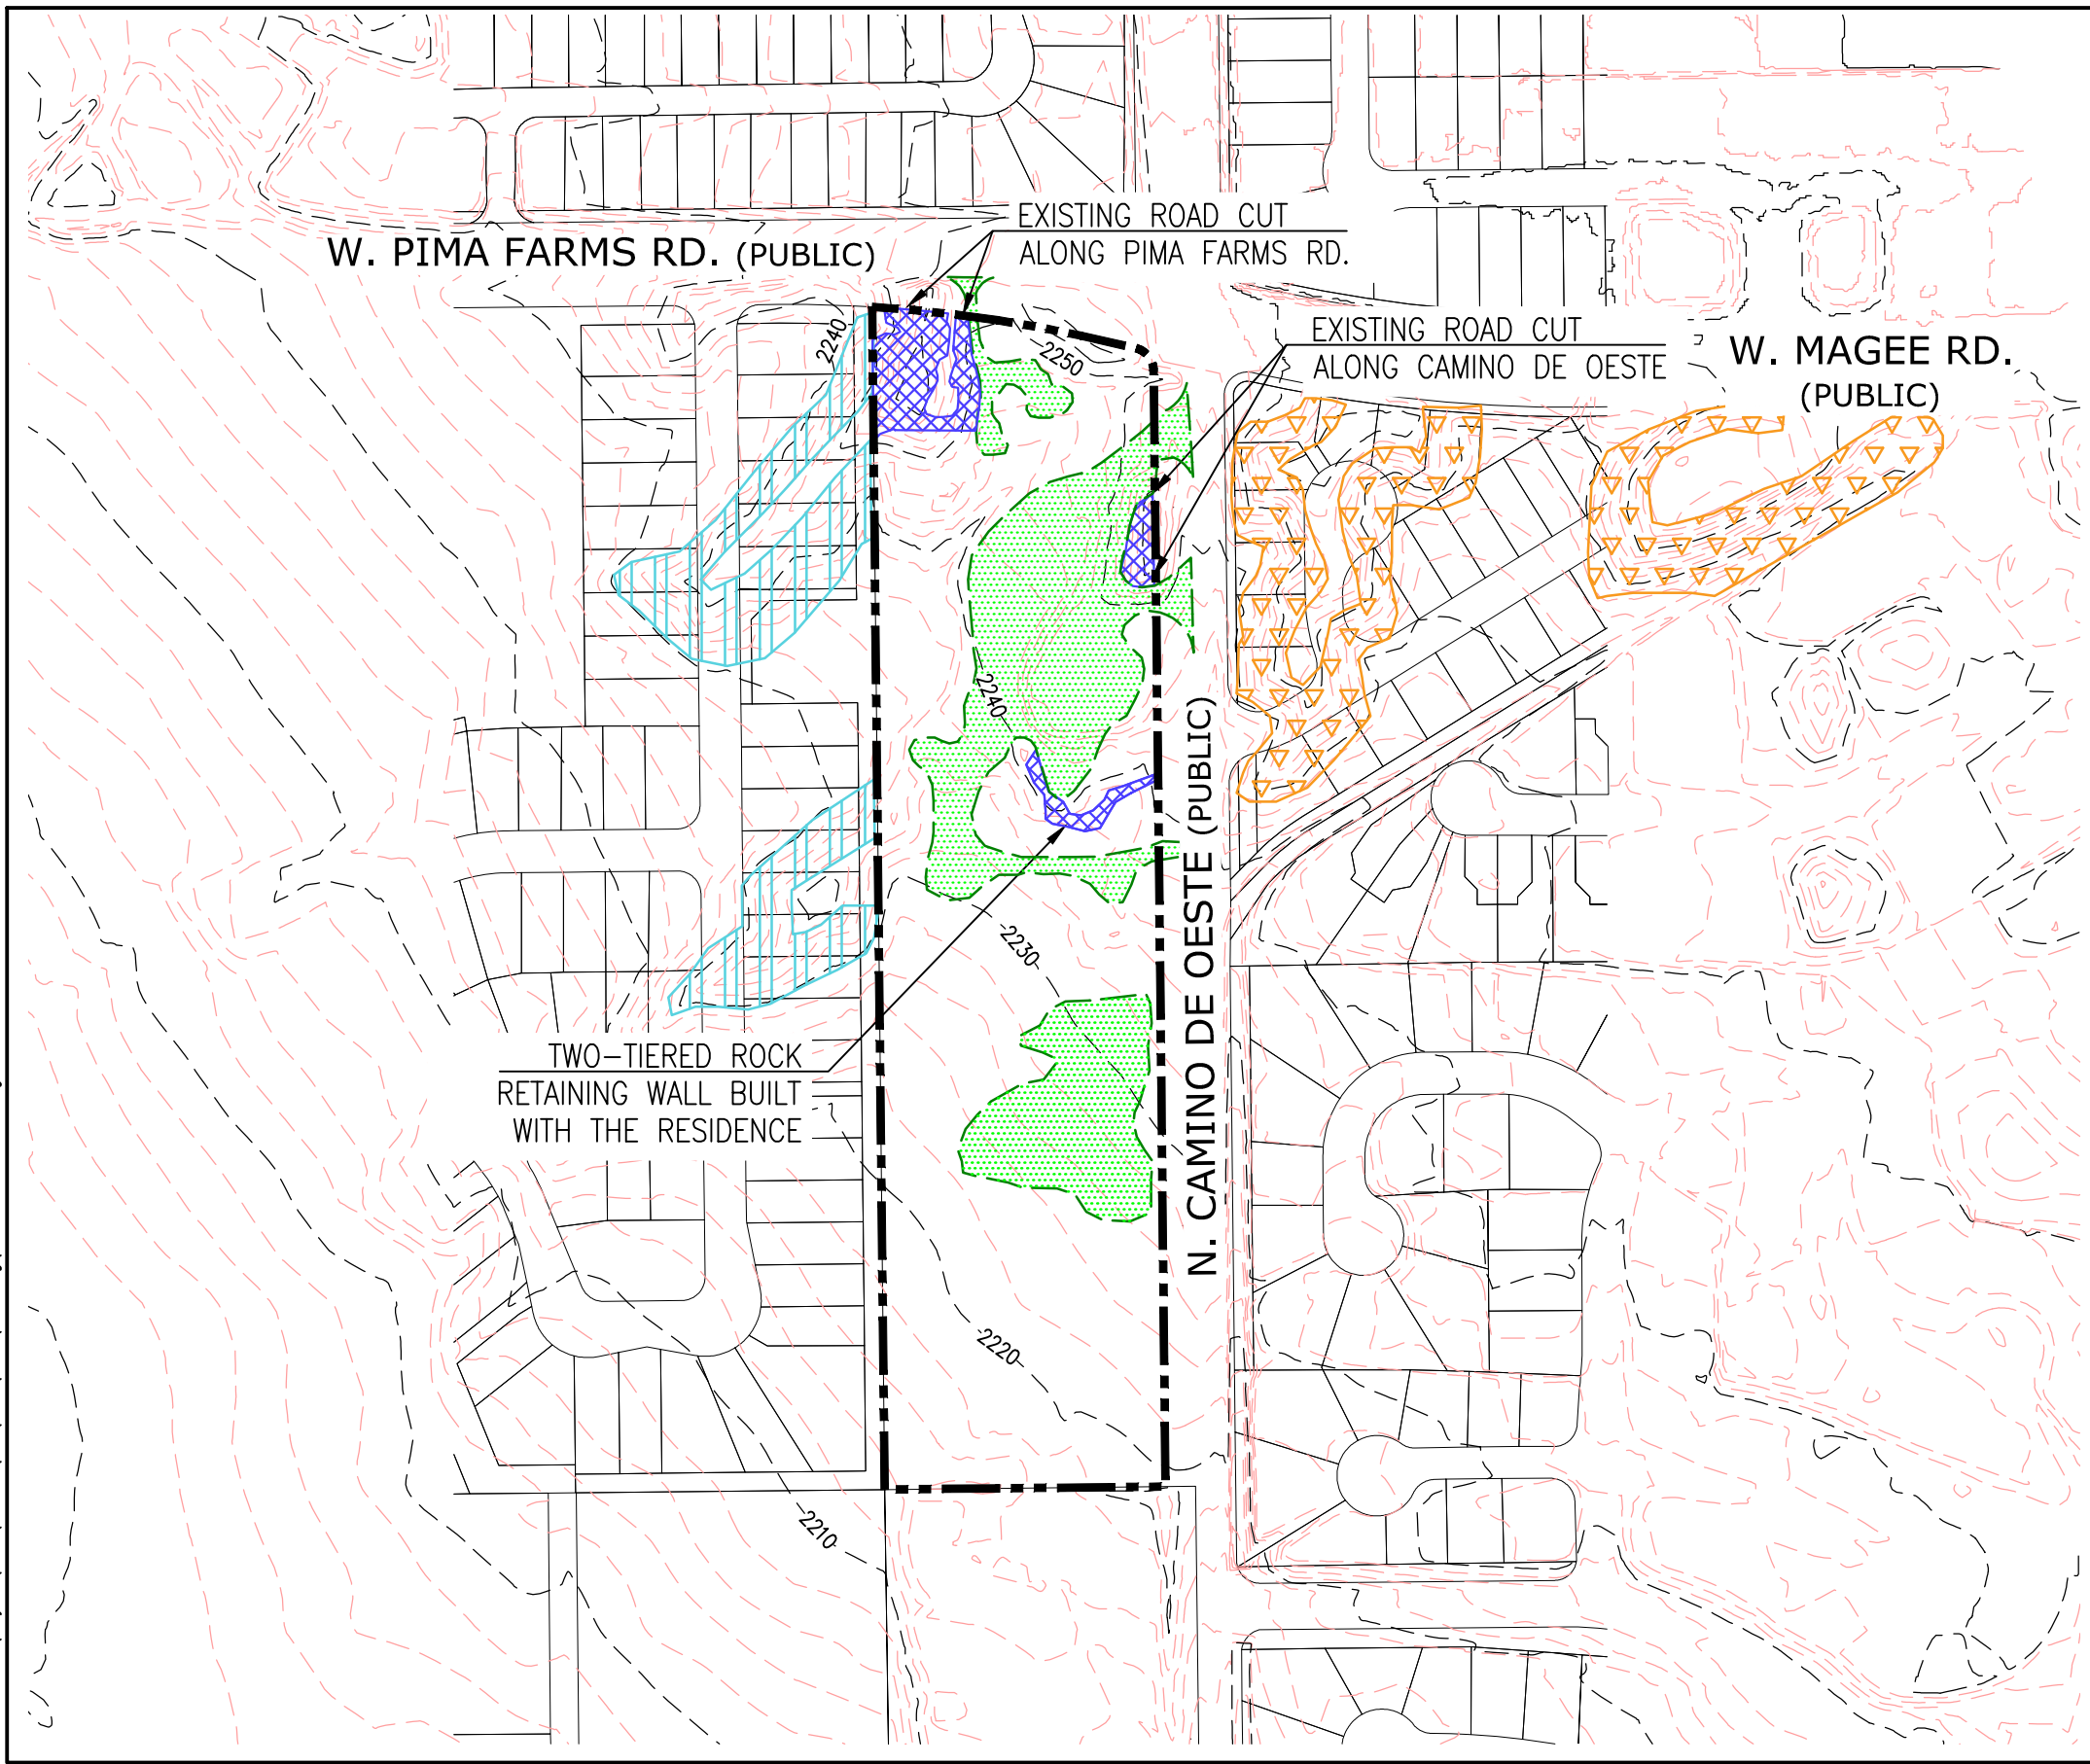 EXISTING ROAD CUT
ALONG PIMA FARMS RD.
W. PIMA FARMS RD. (PUBLIC)
EXISTING ROAD CUT
ALONG CAMINO DE OESTE
W. MAGEE RD.
(PUBLIC)
2240
2250
2240
N. CAMINO DE OESTE (PUBLIC)
2230
TWO-TIERED ROCK
RETAINING WALL BUILT
WITH THE RESIDENCE
2220
2210